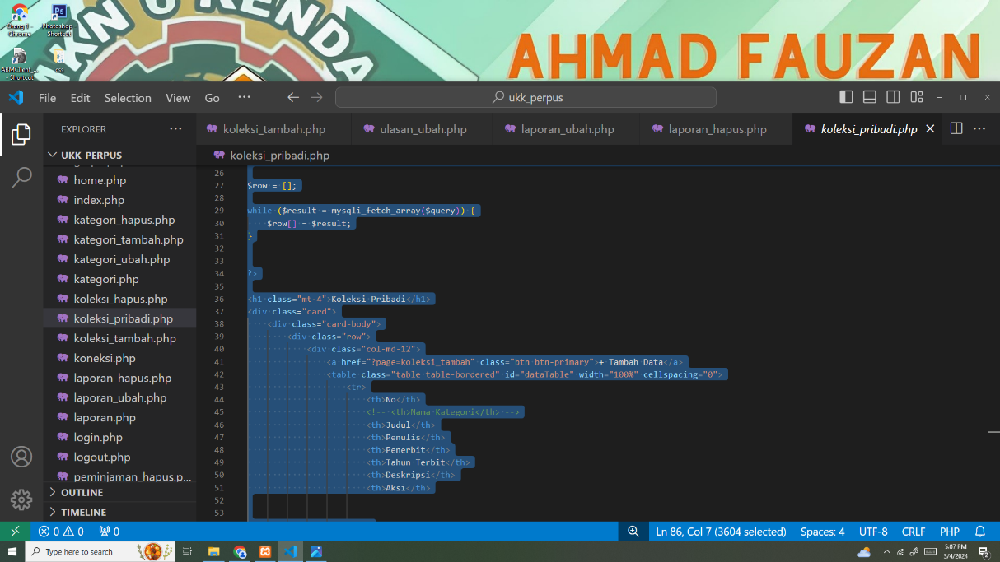 AHMAD FAUZAN
Orang 1 -
Chrome
Photoshop -
Shortcut
ABMClient_...
- Shortcut
css
File Edit Selection View Go ···
ukk_perpus
EXPLORER ···
koleksi_tambah.php
ulasan_ubah.php
laporan_ubah.php
laporan_hapus.php
koleksi_pribadi.php
UKK_PERPUS
koleksi_pribadi.php
home.php
index.php
kategori_hapus.php
kategori_tambah.php
kategori_ubah.php
kategori.php
koleksi_hapus.php
koleksi_pribadi.php
koleksi_tambah.php
koneksi.php
laporan_hapus.php
laporan_ubah.php
laporan.php
login.php
logout.php
peminjaman_hapus.p...
OUTLINE
TIMELINE
26
27 $row = [];
28
29 while ($result = mysqli_fetch_array($query)) {
30 $row[] = $result;
31 }
32
33
34 ?>
35
36 <h1 class="mt-4">Koleksi Pribadi</h1>
37 <div class="card">
38 <div class="card-body">
39 <div class="row">
40 <div class="col-md-12">
41 <a href="?page=koleksi_tambah" class="btn btn-primary">+ Tambah Data</a>
42 <table class="table table-bordered" id="dataTable" width="100%" cellspacing="0">
43 <tr>
44 <th>No</th>
45 <!-- <th>Nama Kategori</th> -->
46 <th>Judul</th>
47 <th>Penulis</th>
48 <th>Penerbit</th>
49 <th>Tahun Terbit</th>
50 <th>Deskripsi</th>
51 <th>Aksi</th>
52
53
0 0 0 Ln 86, Col 7 (3604 selected) Spaces: 4 UTF-8 CRLF PHP
Type here to search
5:07 PM
3/4/2024
2